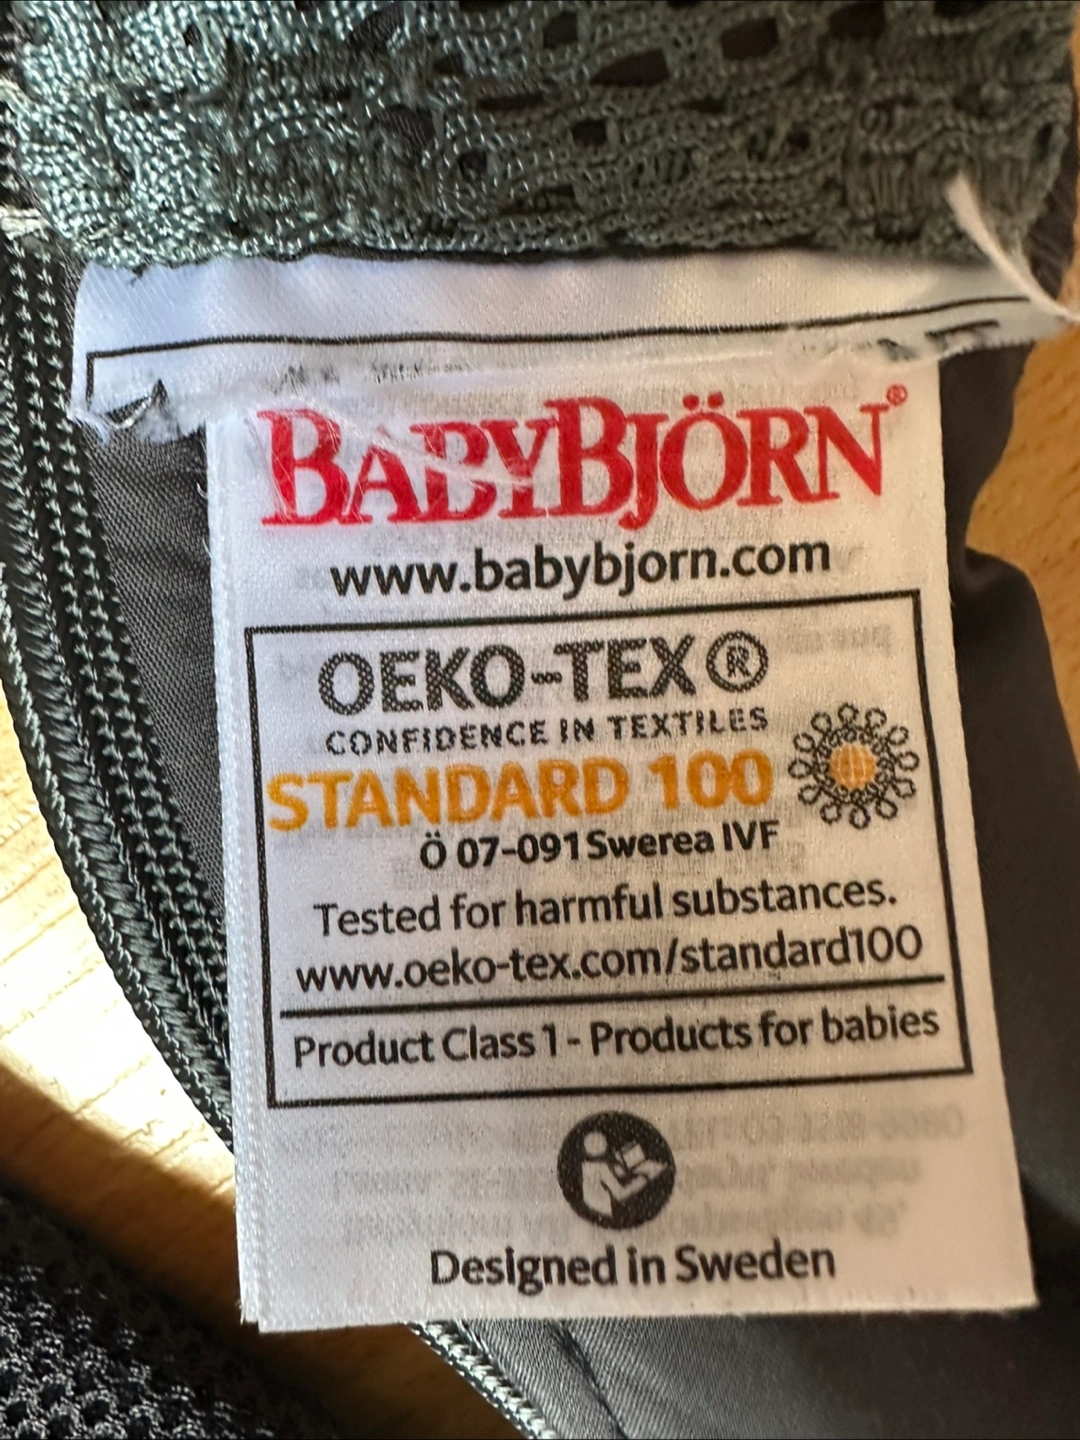 BABYBJÖRN®
www.babybjorn.com
OEKO-TEX®
CONFIDENCE IN TEXTILES
STANDARD 100
Ö 07-091 Swerea IVF
Tested for harmful substances.
www.oeko-tex.com/standard100
Product Class 1 - Products for babies
Designed in Sweden